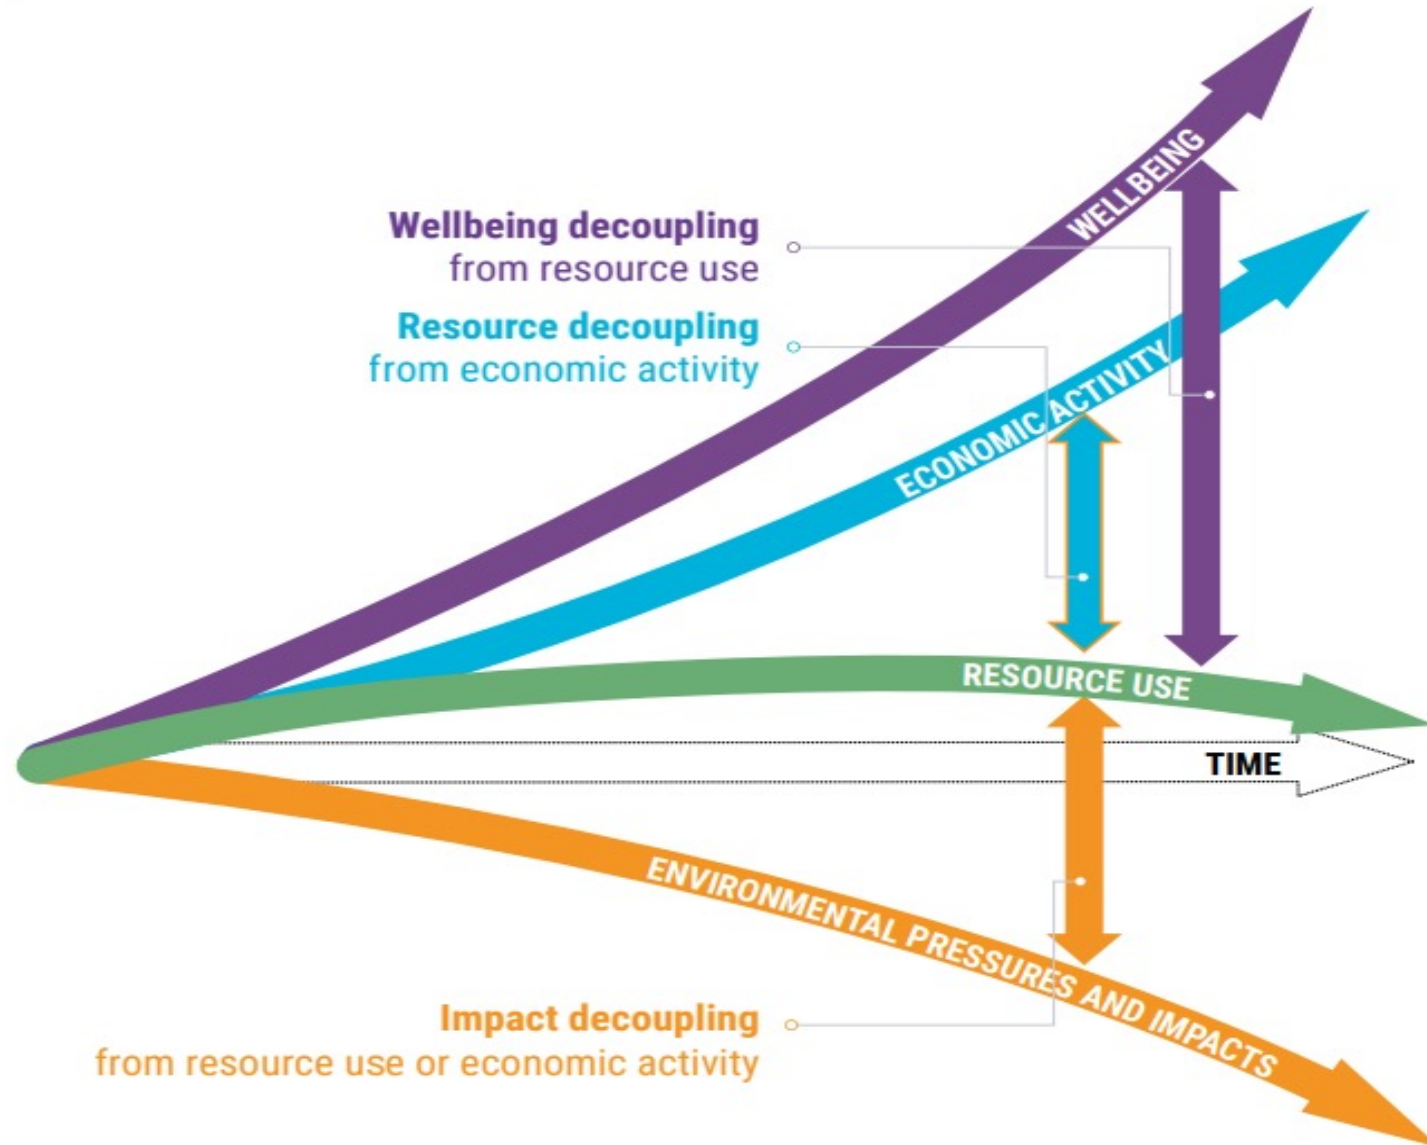 WELLBEING
Wellbeing decoupling
from resource use
Resource decoupling
from economic activity
ECONOMIC ACTIVITY
RESOURCE USE
TIME
ENVIRONMENTAL PRESSURES AND IMPACTS
Impact decoupling
from resource use or economic activity